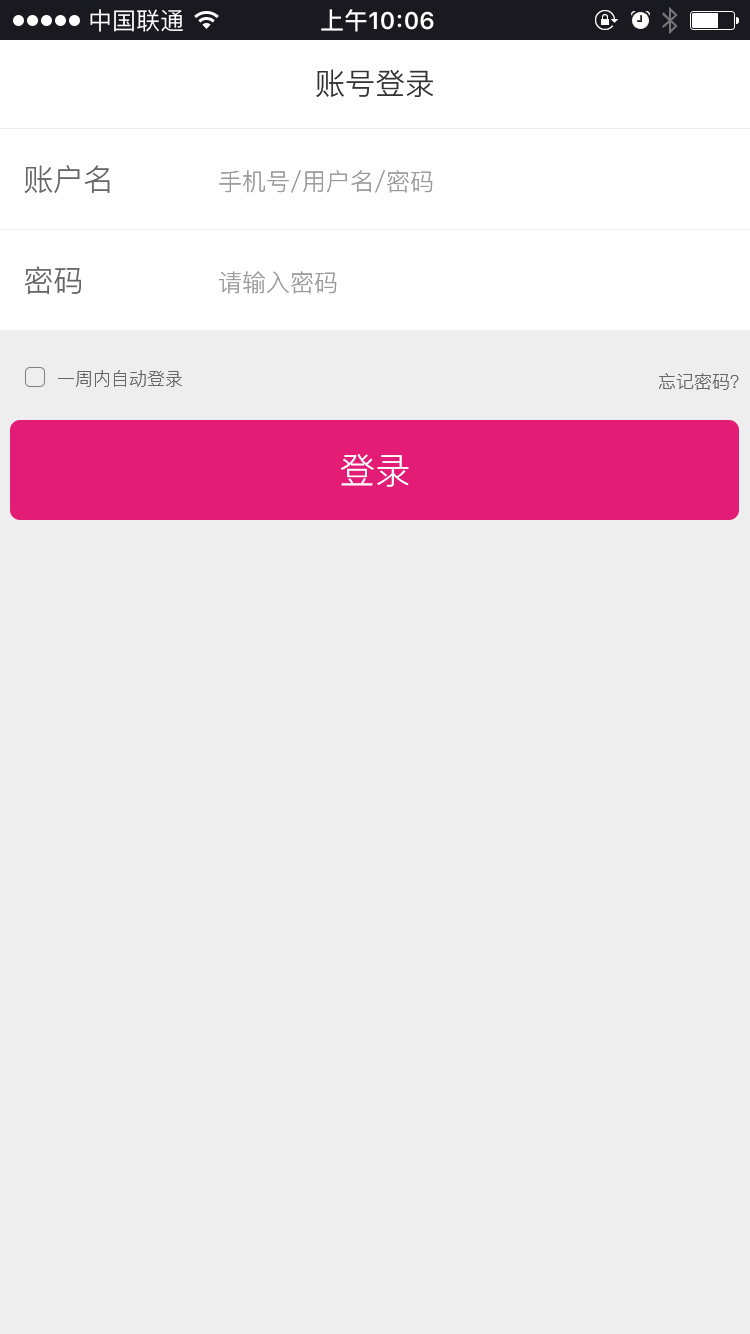 中国联通 上午10:06
账号登录
账户名 手机号/用户名/密码
密码 请输入密码
一周内自动登录 忘记密码?
登录